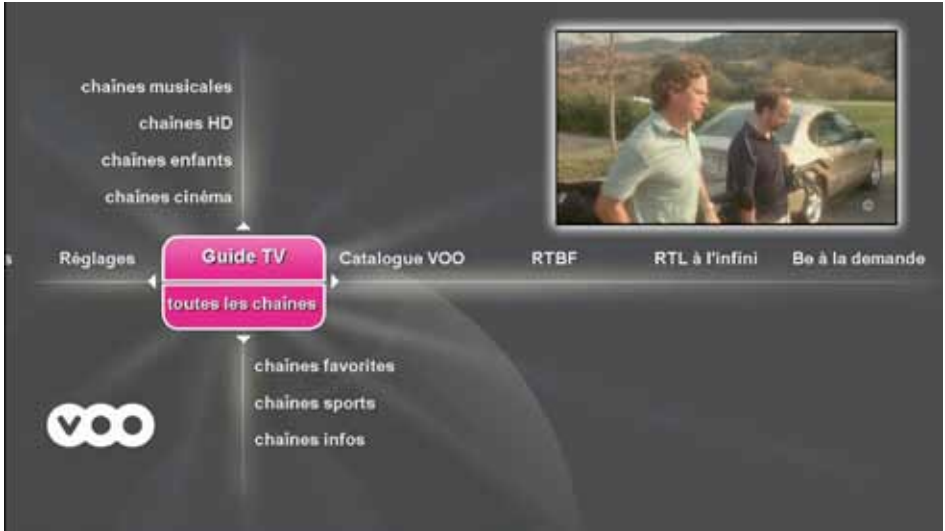 chaînes musicales
chaînes HD
chaînes enfants
chaînes cinéma
s Réglages Guide TV Catalogue VOO RTBF RTL à l'infini Be à la demande
toutes les chaînes
chaînes favorites
chaînes sports
chaînes infos
VOO